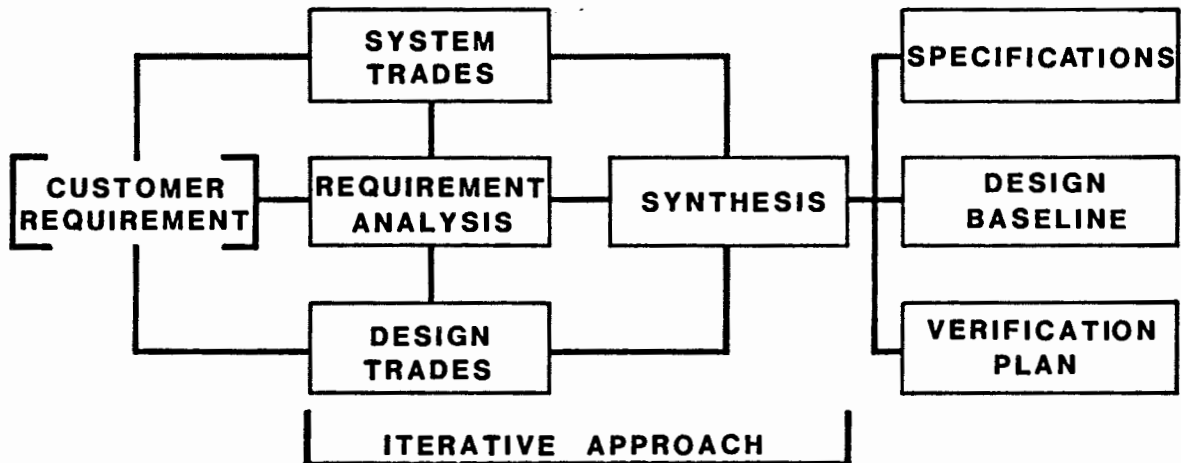 SYSTEM
TRADES
SPECIFICATIONS
CUSTOMER
REQUIREMENT
REQUIREMENT
ANALYSIS
SYNTHESIS
DESIGN
BASELINE
DESIGN
TRADES
VERIFICATION
PLAN
ITERATIVE APPROACH